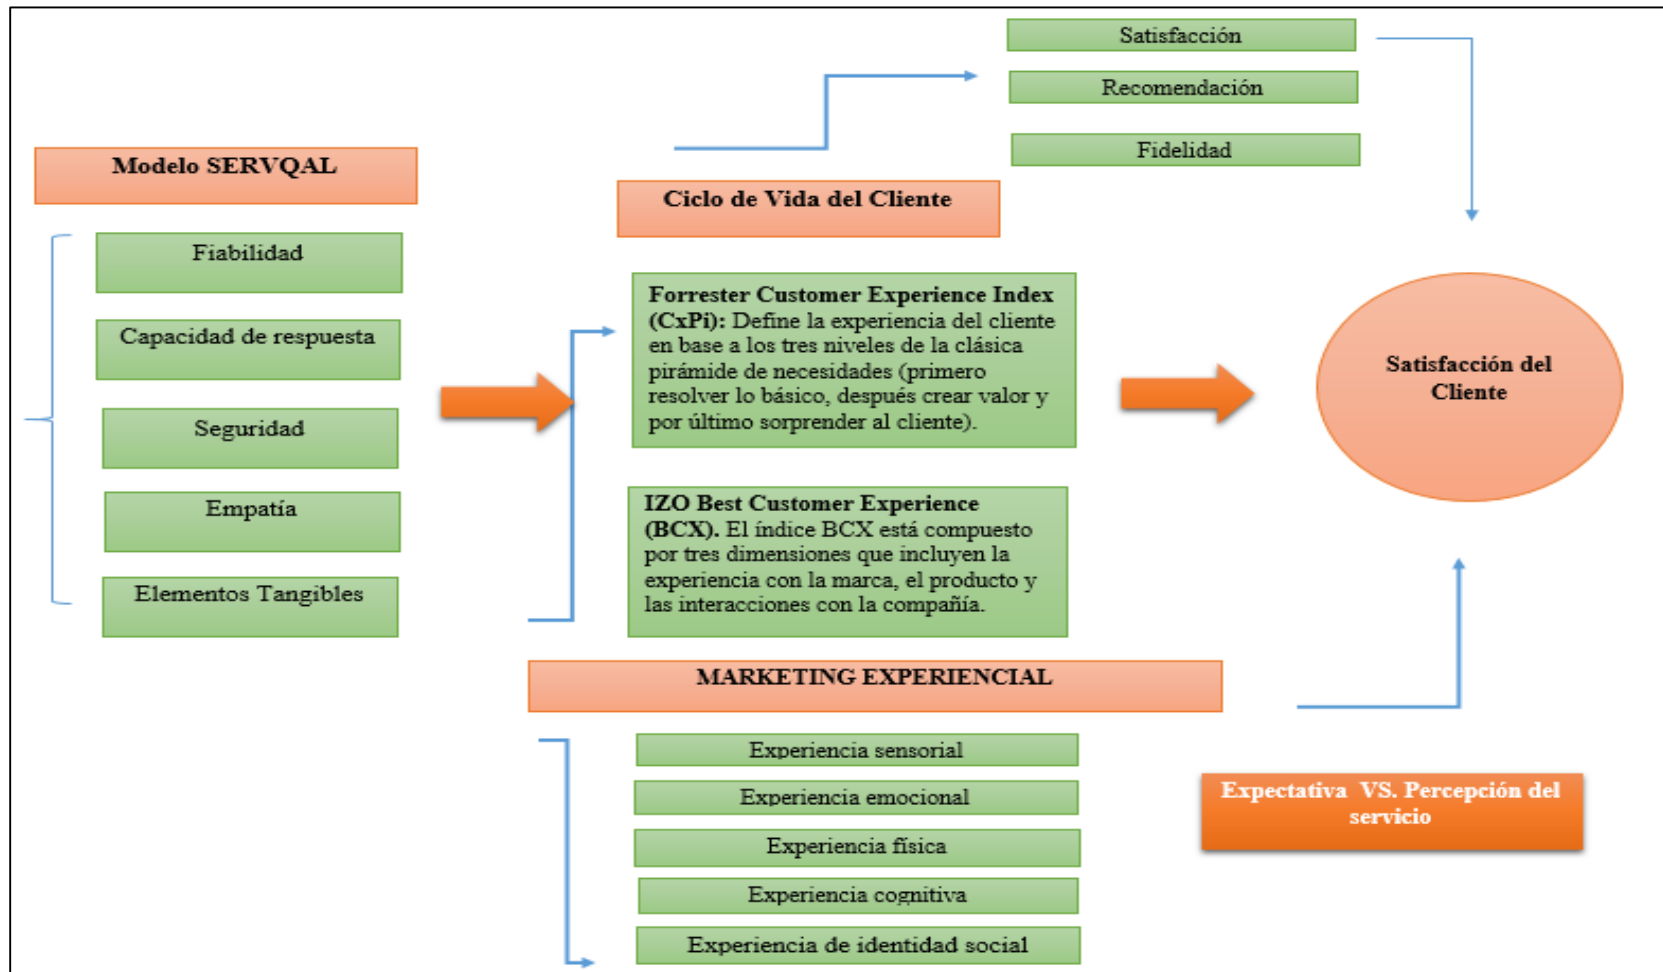 Satisfacción
Recomendación
Fidelidad
Modelo SERVQAL
Fiabilidad
Capacidad de respuesta
Seguridad
Empatía
Elementos Tangibles
Ciclo de Vida del Cliente
Forrester Customer Experience Index
(CxPi): Define la experiencia del cliente
en base a los tres niveles de la clásica
pirámide de necesidades (primero
resolver lo básico, después crear valor y
por último sorprender al cliente).
IZO Best Customer Experience
(BCX). El índice BCX está compuesto
por tres dimensiones que incluyen la
experiencia con la marca, el producto y
las interacciones con la compañía.
MARKETING EXPERIENCIAL
Experiencia sensorial
Experiencia emocional
Experiencia física
Experiencia cognitiva
Experiencia de identidad social
Satisfacción del
Cliente
Expectativa VS. Percepción del
servicio